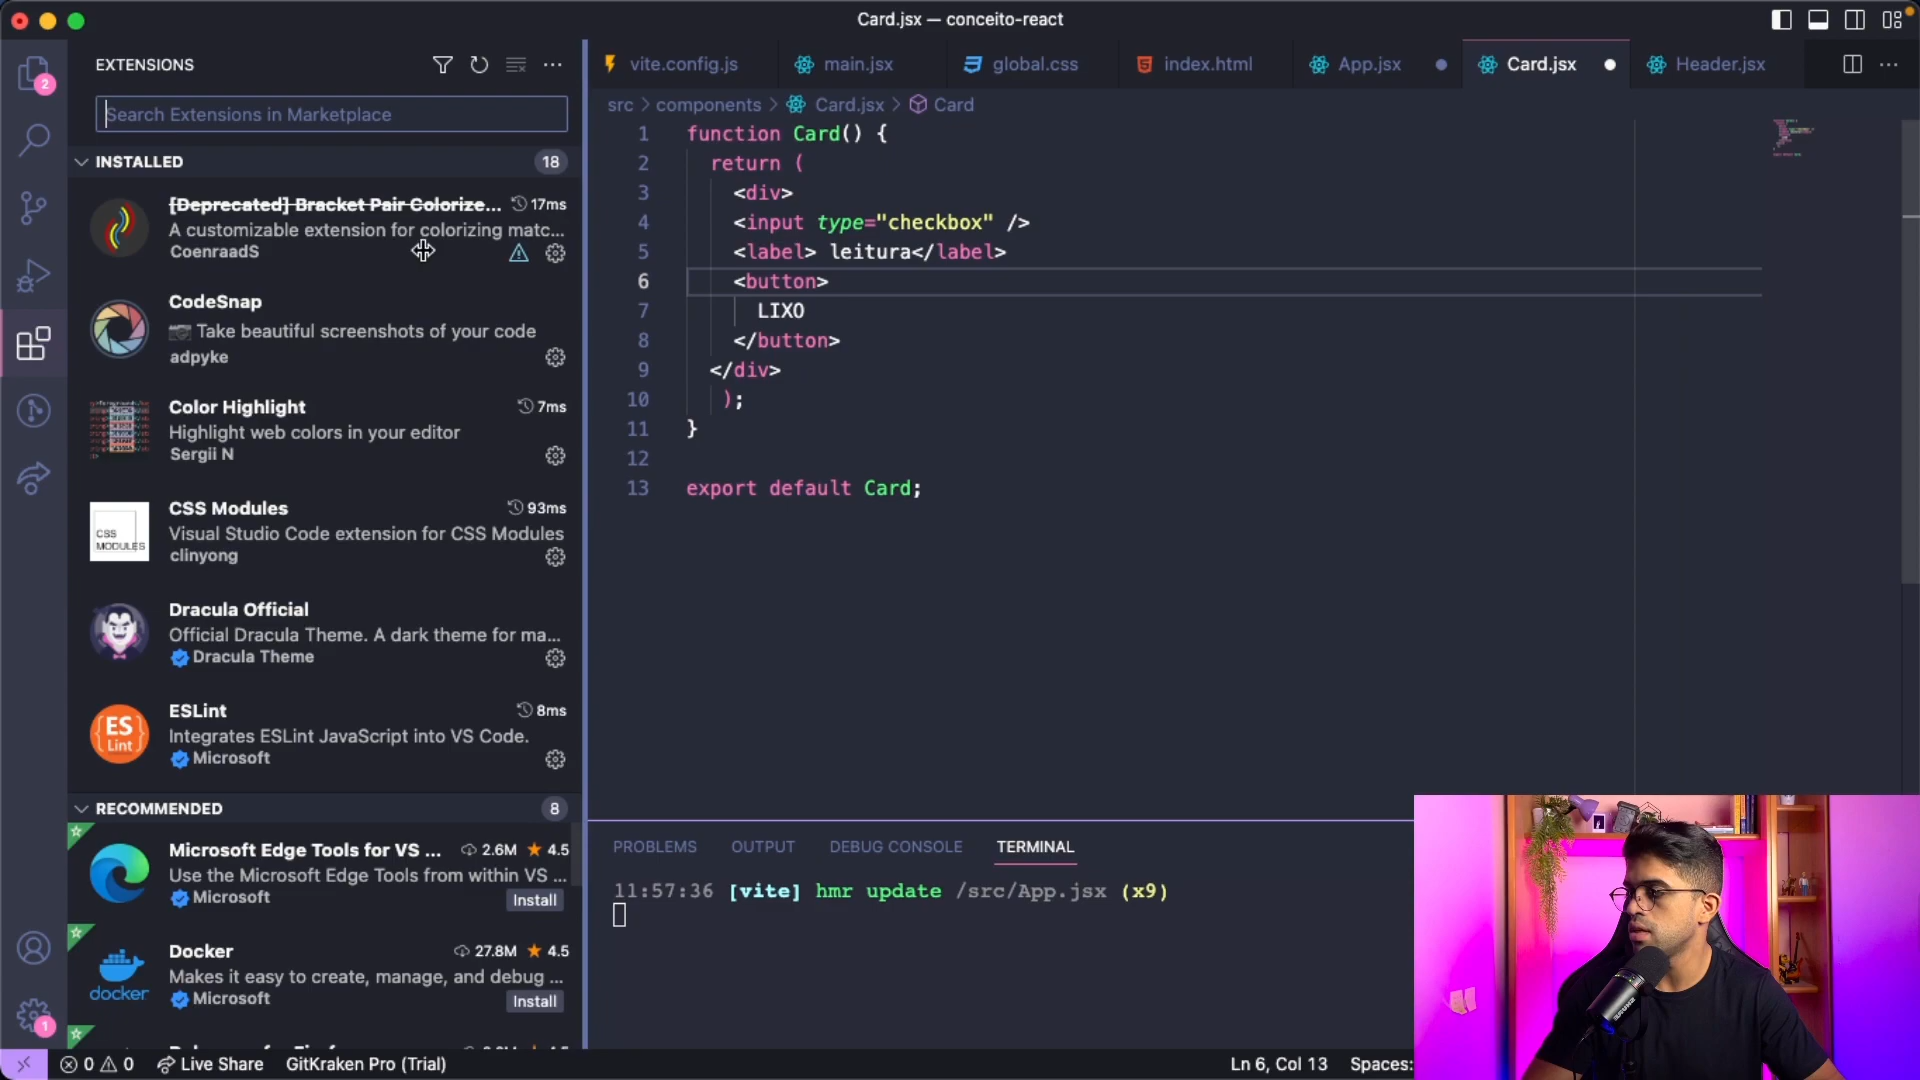 Card.jsx — conceito-react
EXTENSIONS
Search Extensions in Marketplace
INSTALLED 18
[Deprecated] Bracket Pair Colorize... 17ms
A customizable extension for colorizing matc...
CoenraadS
CodeSnap
Take beautiful screenshots of your code
adpyke
Color Highlight 7ms
Highlight web colors in your editor
Sergii N
CSS Modules 93ms
Visual Studio Code extension for CSS Modules
clinyong
CSS
MODULES
Dracula Official
Official Dracula Theme. A dark theme for ma...
Dracula Theme
ESLint 8ms
Integrates ESLint JavaScript into VS Code.
Microsoft
ES
Lint
RECOMMENDED 8
Microsoft Edge Tools for VS ... 2.6M 4.5
Use the Microsoft Edge Tools from within VS ...
Microsoft Install
Docker 27.8M 4.5
Makes it easy to create, manage, and debug ...
Microsoft Install
docker
2
1
vite.config.js main.jsx global.css index.html App.jsx Card.jsx Header.jsx
src > components > Card.jsx > Card
1 function Card() {
2 return (
3 <div>
4 <input type="checkbox" />
5 <label> leitura</label>
6 <button>
7 LIXO
8 </button>
9 </div>
10 );
11 }
12
13 export default Card;
PROBLEMS OUTPUT DEBUG CONSOLE TERMINAL
11:57:36 [vite] hmr update /src/App.jsx (x9)
0 0 Live Share GitKraken Pro (Trial) Ln 6, Col 13 Spaces: